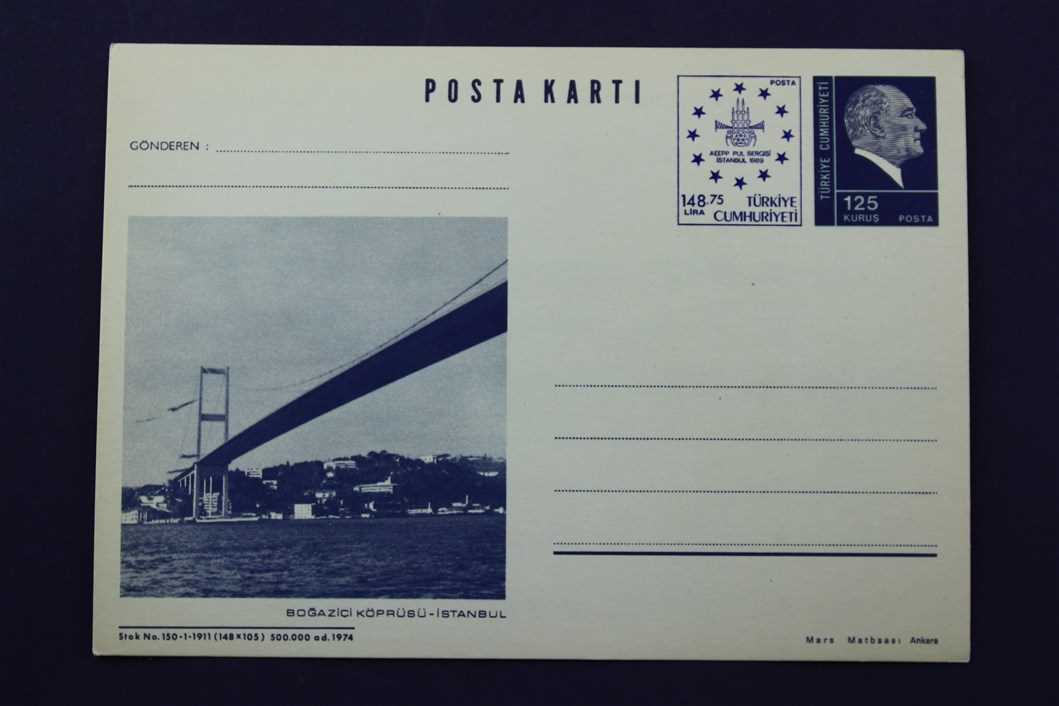 POSTA KARTI
GÖNDEREN :
POSTA
AEEPP PUL SERGİSİ
İSTANBUL 1989
148.75
LİRA
TÜRKİYE
CUMHURİYETİ
TÜRKİYE CUMHURİYETİ
125
KURUŞ POSTA
BOĞAZİÇİ KÖPRÜSÜ-İSTANBUL
Stok No. 150-1-1911 (148x105) 500.000 ad. 1974
Mars Matbaası Ankara